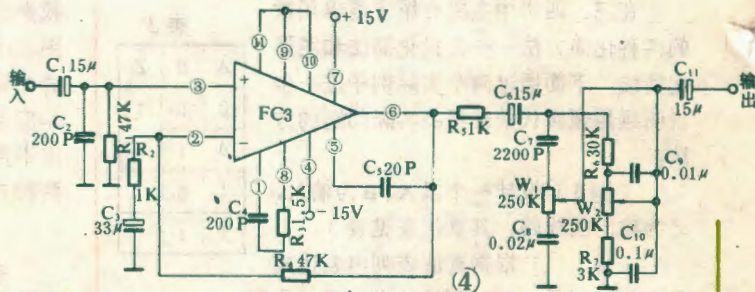 输入
C₁15μ
C₂
200P
R₁47K
R₂
1K
C₃
33μ
③
②
+
−
FC3
⑪
⑨
⑩
⑦
+15V
⑥
⑤
①
⑧
④
−15V
C₄
200P
R₃1.5K
C₅20P
R₄47K
R₅1K
C₆15μ
C₇
2200P
W₁
250K
C₈
0.02μ
R₆30K
W₂
250K
R₇
3K
C₉
0.01μ
C₁₀
0.1μ
C₁₁
15μ
输出
④